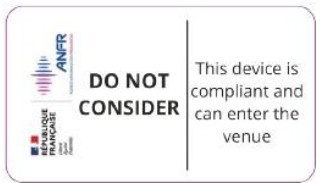 ANFR
RÉPUBLIQUE
FRANÇAISE
DO NOT
CONSIDER
This device is
compliant and
can enter the
venue